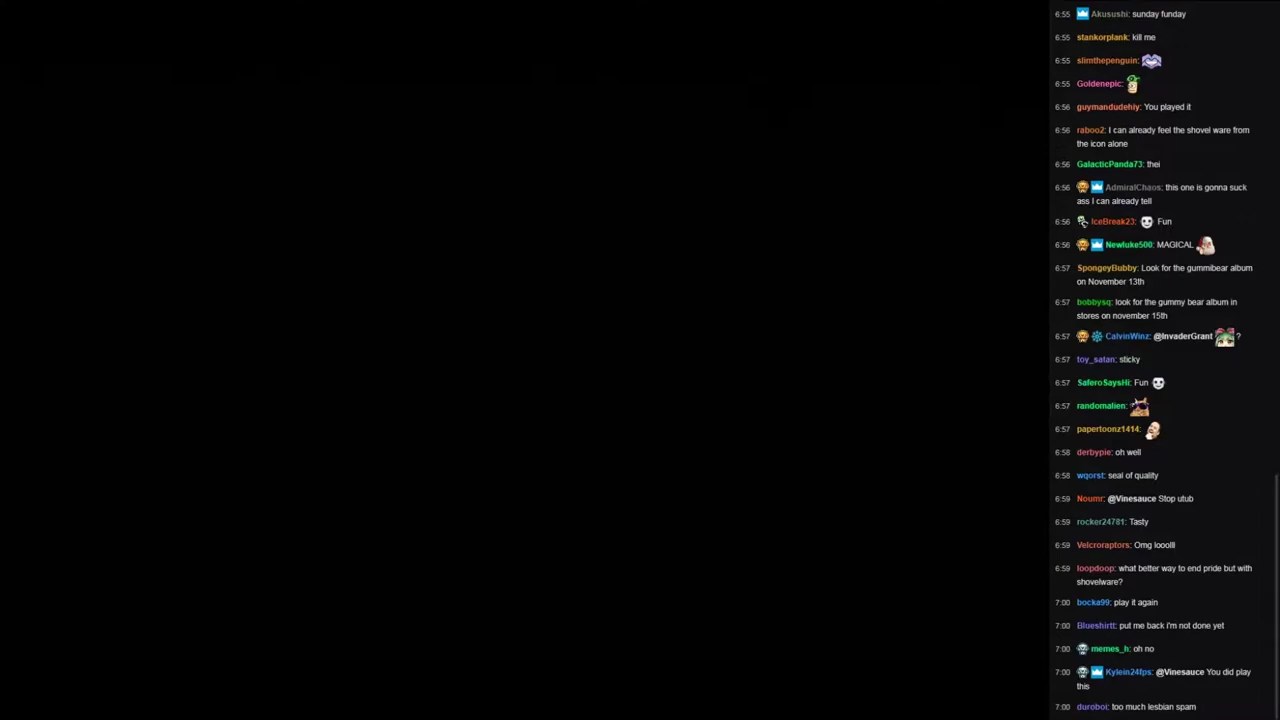 6:55 Akusushi: sunday funday
6:55 stankorplank: kill me
6:55 slimthepenguin:
6:55 Goldenepic:
6:56 guymandudehiy: You played it
6:56 raboo2: I can already feel the shovel ware from
the icon alone
6:56 GalacticPanda73: thei
6:56 AdmiralChaos: this one is gonna suck
ass I can already tell
6:56 IceBreak23: Fun
6:56 Newluke500: MAGICAL
6:57 SpongeyBubby: Look for the gummibear album
on November 13th
6:57 bobbysq: look for the gummy bear album in
stores on november 15th
6:57 CalvinWinz: @InvaderGrant ?
6:57 toy_satan: sticky
6:57 SaferoSaysHi: Fun
6:57 randomalien:
6:57 papertoonz1414:
6:58 derbypie: oh well
6:58 wqorst: seal of quality
6:59 Noumr: @Vinesauce Stop utub
6:59 rocker24781: Tasty
6:59 Velcroraptors: Omg looolll
6:59 loopdoop: what better way to end pride but with
shovelware?
7:00 bocka99: play it again
7:00 Blueshirtt: put me back i'm not done yet
7:00 memes_h: oh no
7:00 Kylein24fps: @Vinesauce You did play
this
7:00 duroboi: too much lesbian spam